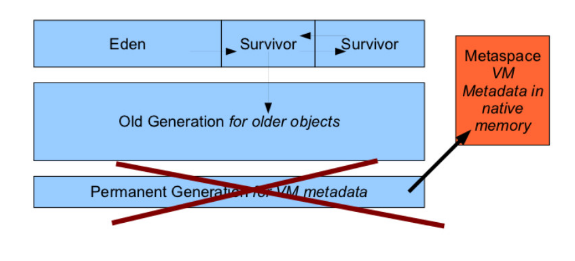 Eden
Survivor
Survivor
Metaspace
VM
Metadata in
native
memory
Old Generation for older objects
Permanent Generation for VM metadata